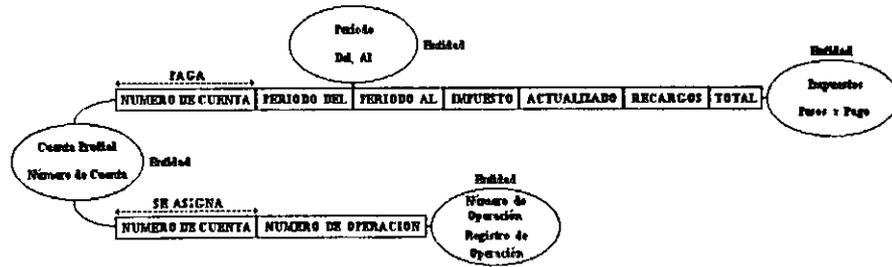 Periodo
Del, Al
Entidad
Entidad
PAGA
NUMERO DE CUENTA PERIODO DEL PERIODO AL IMPUESTO ACTUALIZADO RECARGOS TOTAL
Impuestos
Pasos x Pago
Cuenta Predial
Número de Cuenta
Entidad
Entidad
SE ASIGNA
NUMERO DE CUENTA NUMERO DE OPERACION
Número de
Operación
Registro de
Operación